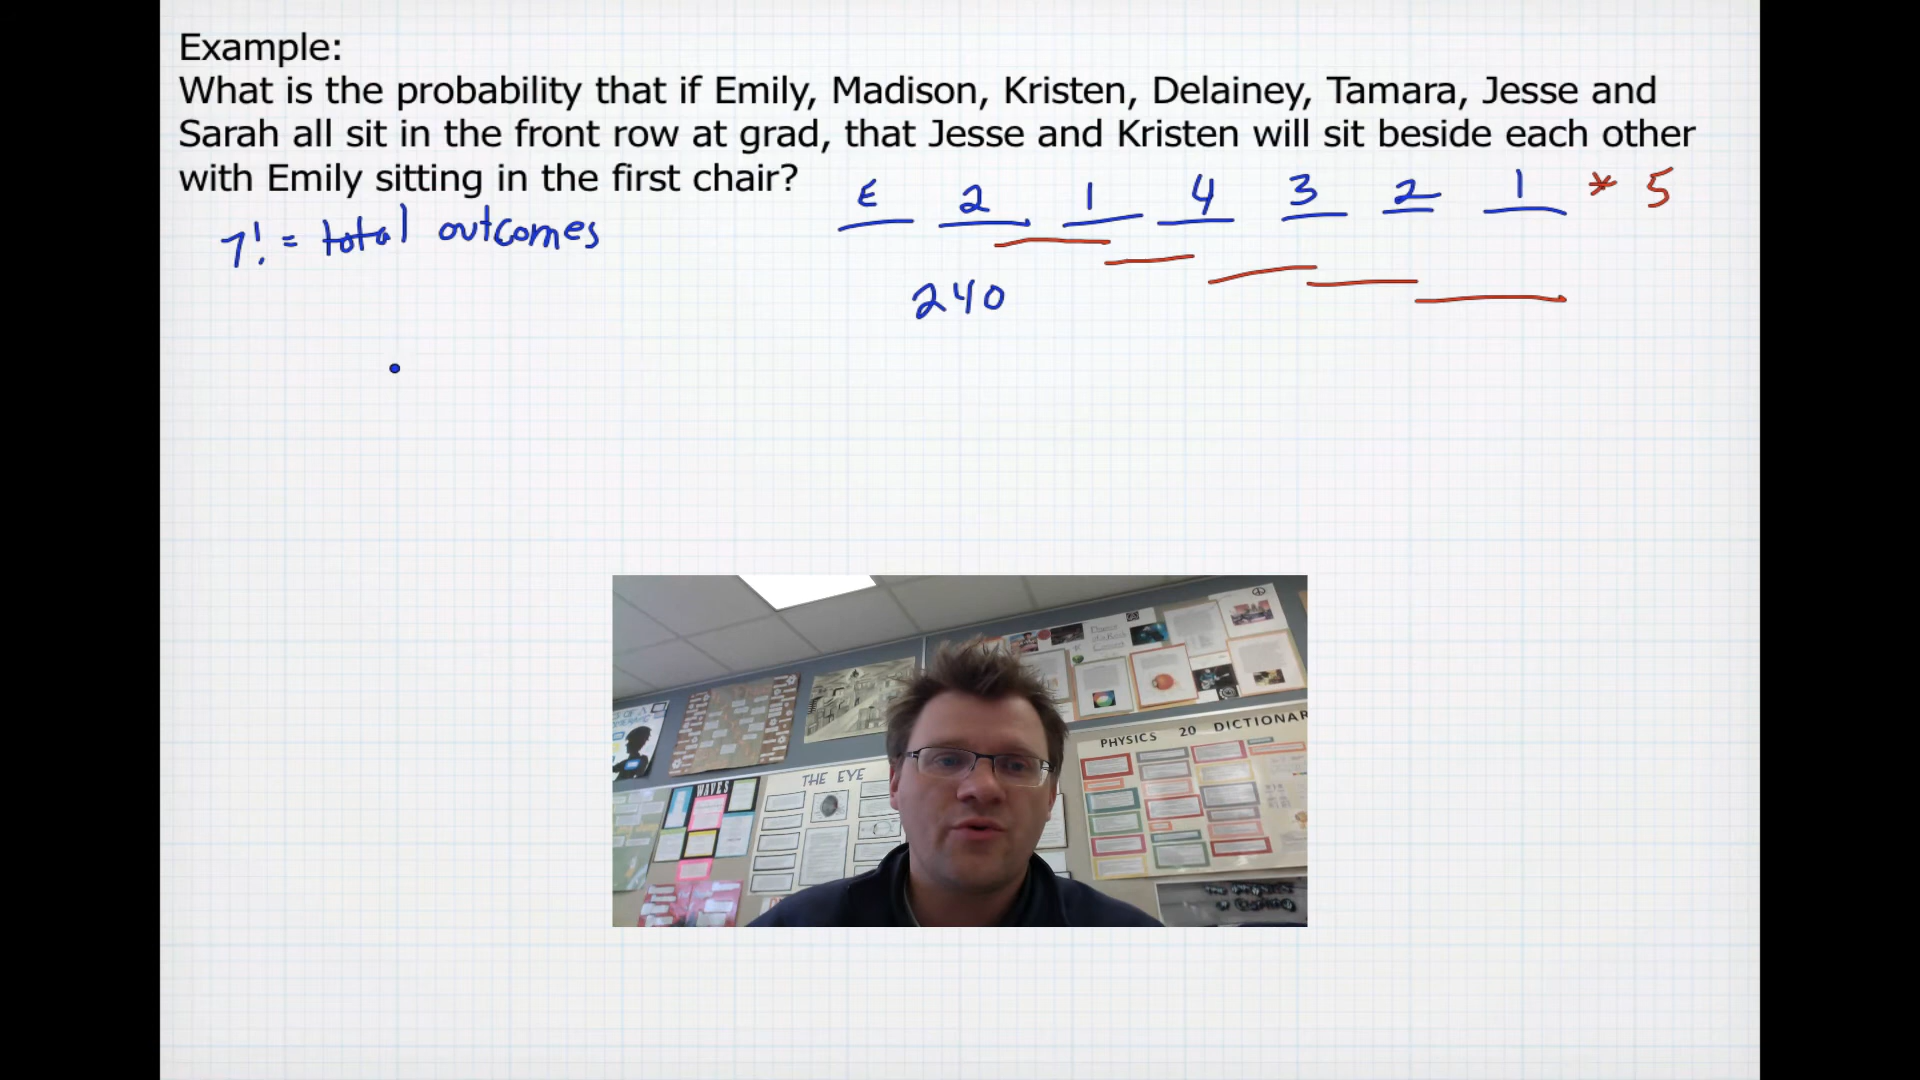 Example:
What is the probability that if Emily, Madison, Kristen, Delainey, Tamara, Jesse and
Sarah all sit in the front row at grad, that Jesse and Kristen will sit beside each other
with Emily sitting in the first chair?
E 2 1 4 3 2 1 * 5
7! = total outcomes
240
PHYSICS 20 DICTIONAR
THE EYE
WAVES